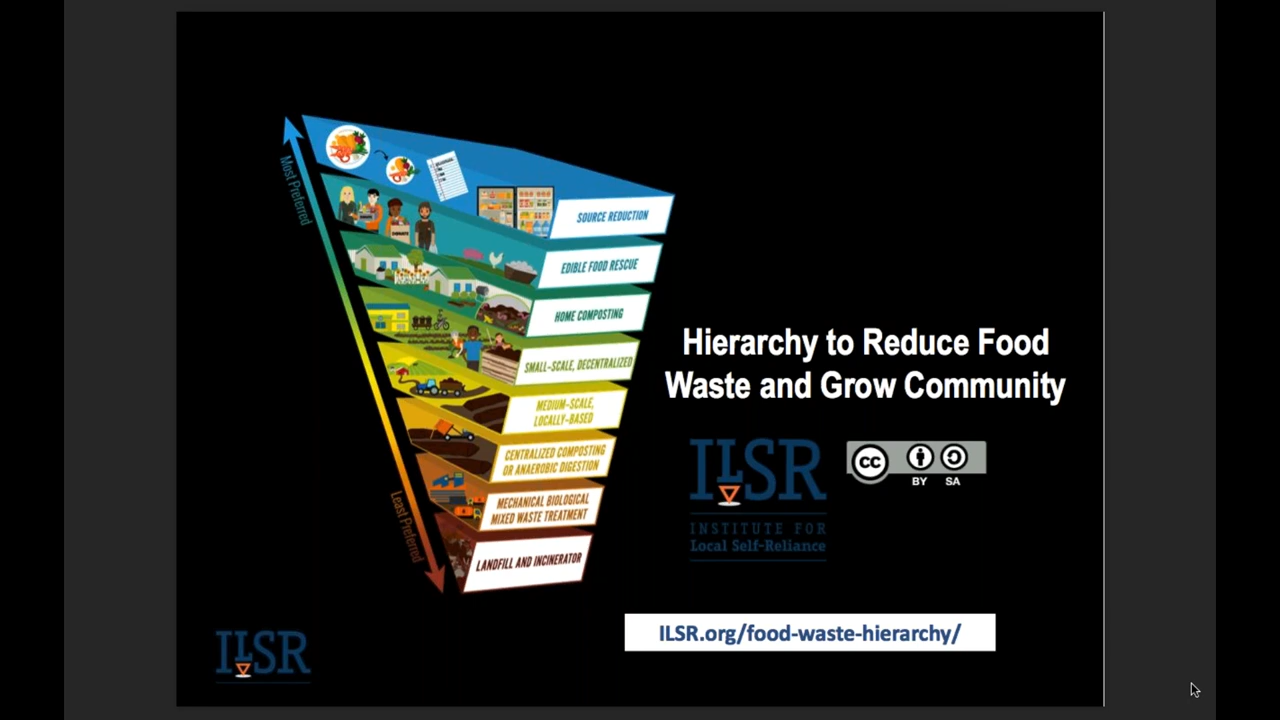 Most Preferred
SOURCE REDUCTION
EDIBLE FOOD RESCUE
HOME COMPOSTING
SMALL-SCALE, DECENTRALIZED
MEDIUM-SCALE,
LOCALLY-BASED
CENTRALIZED COMPOSTING
OR ANAEROBIC DIGESTION
MECHANICAL BIOLOGICAL
MIXED WASTE TREATMENT
LANDFILL AND INCINERATOR
Least Preferred
DONATE
Hierarchy to Reduce Food
Waste and Grow Community
ILSR
INSTITUTE FOR
Local Self-Reliance
CC
BY SA
ILSR.org/food-waste-hierarchy/
ILSR